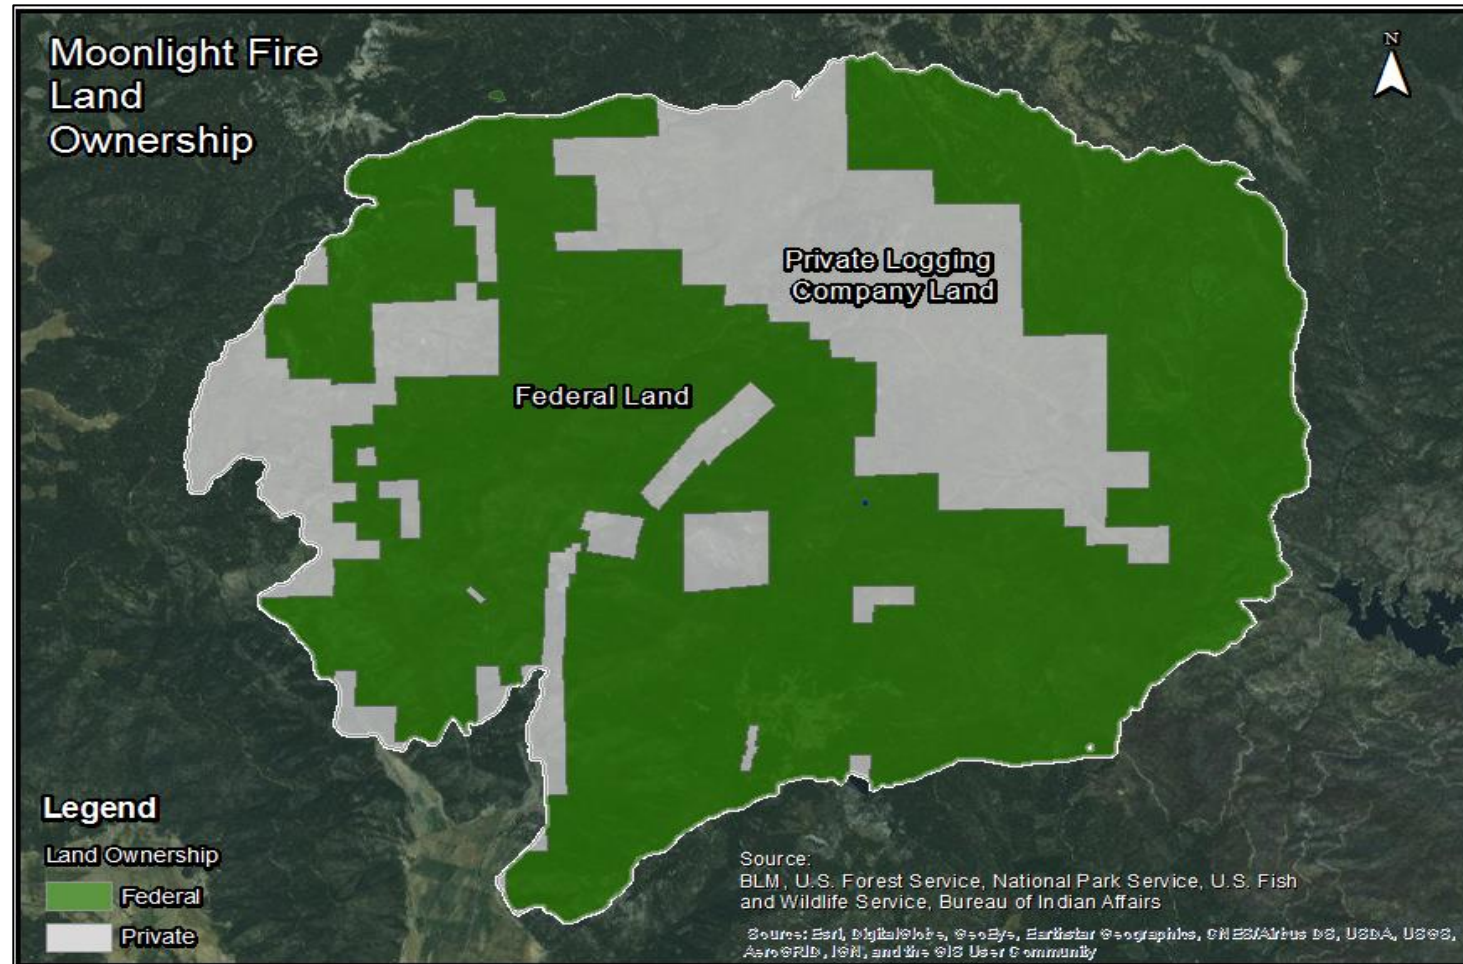 Moonlight Fire
Land
Ownership
N
Private Logging
Company Land
Federal Land
Legend
Land Ownership
Federal
Private
Source:
BLM, U.S. Forest Service, National Park Service, U.S. Fish
and Wildlife Service, Bureau of Indian Affairs
Source: Esri, DigitalGlobe, GeoEye, Earthstar Geographics, CNES/Airbus DS, USDA, USGS,
AeroGRID, IGN, and the GIS User Community